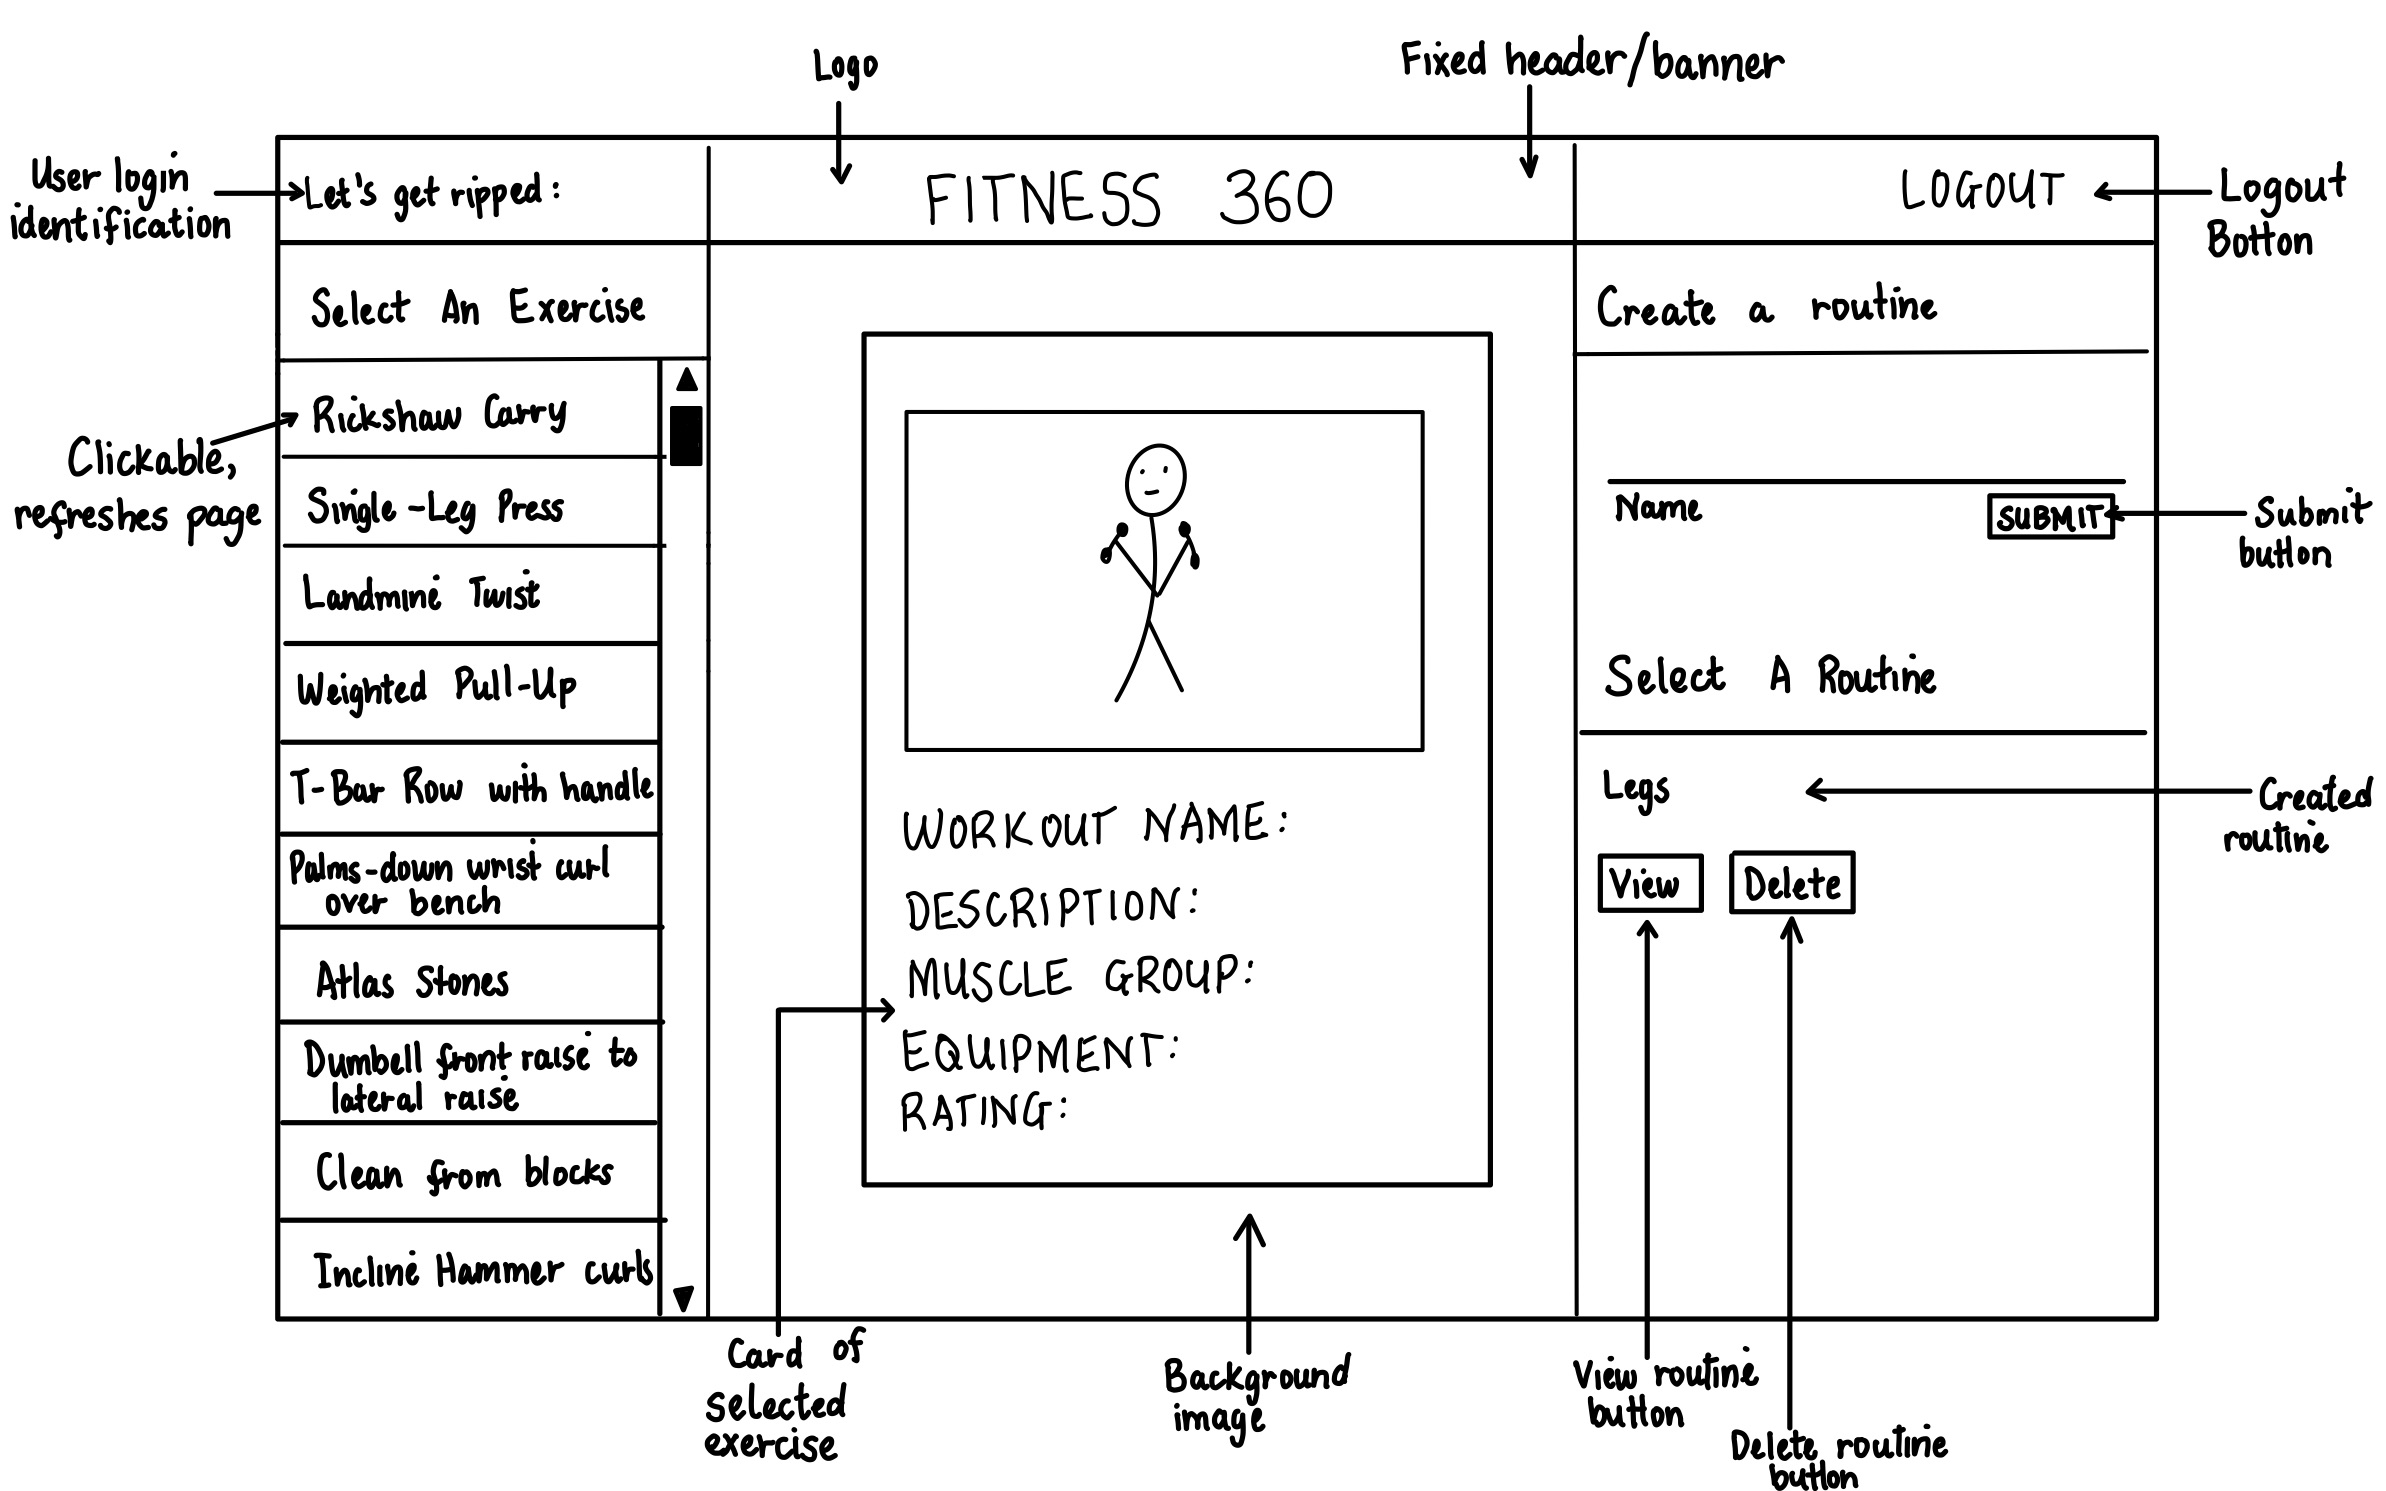 Logo
Fixed header/banner
User login
identification
Let's get ripped:
FITNESS 360
LOGOUT
Logout
Button
Select An Exercise
Create a routine
Clickable,
refreshes page
Rickshaw Carry
Single-Leg Press
Landmine Twist
Weighted Pull-Up
T-Bar Row with handle
Palms-down wrist curl
over bench
Atlas Stones
Dumbell front raise to
lateral raise
Clean from blocks
Incline Hammer curls
WORKOUT NAME:
DESCRIPTION:
MUSCLE GROUP:
EQUIPMENT:
RATING:
Name
SUBMIT
Submit
button
Select A Routine
Legs
Created
routine
View
Delete
Card of
selected
exercise
Background
image
View routine
button
Delete routine
button